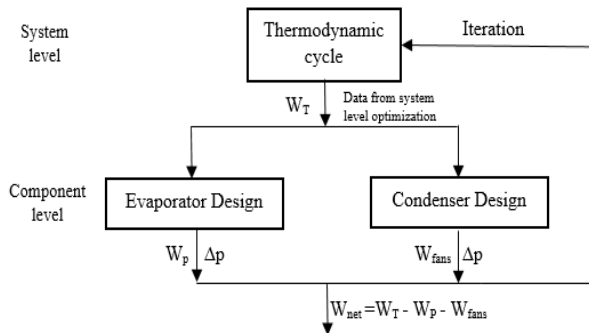 System
level
Thermodynamic
cycle
Iteration
W_T
Data from system
level optimization
Component
level
Evaporator Design
Condenser Design
W_p Δp
W_fans Δp
W_net =W_T - W_P - W_fans